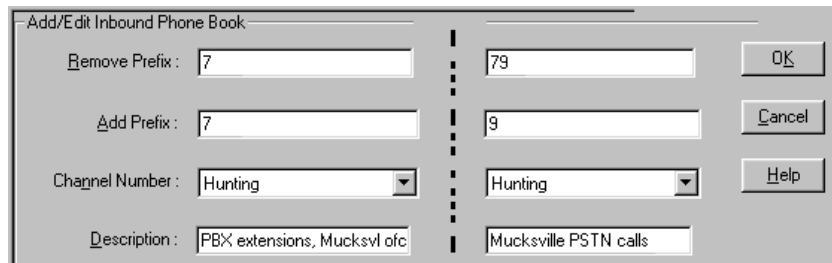 Add/Edit Inbound Phone Book
Remove Prefix : 7 79 OK
Add Prefix : 7 9 Cancel
Channel Number : Hunting Hunting Help
Description : PBX extensions, Mucksvl ofc Mucksville PSTN calls